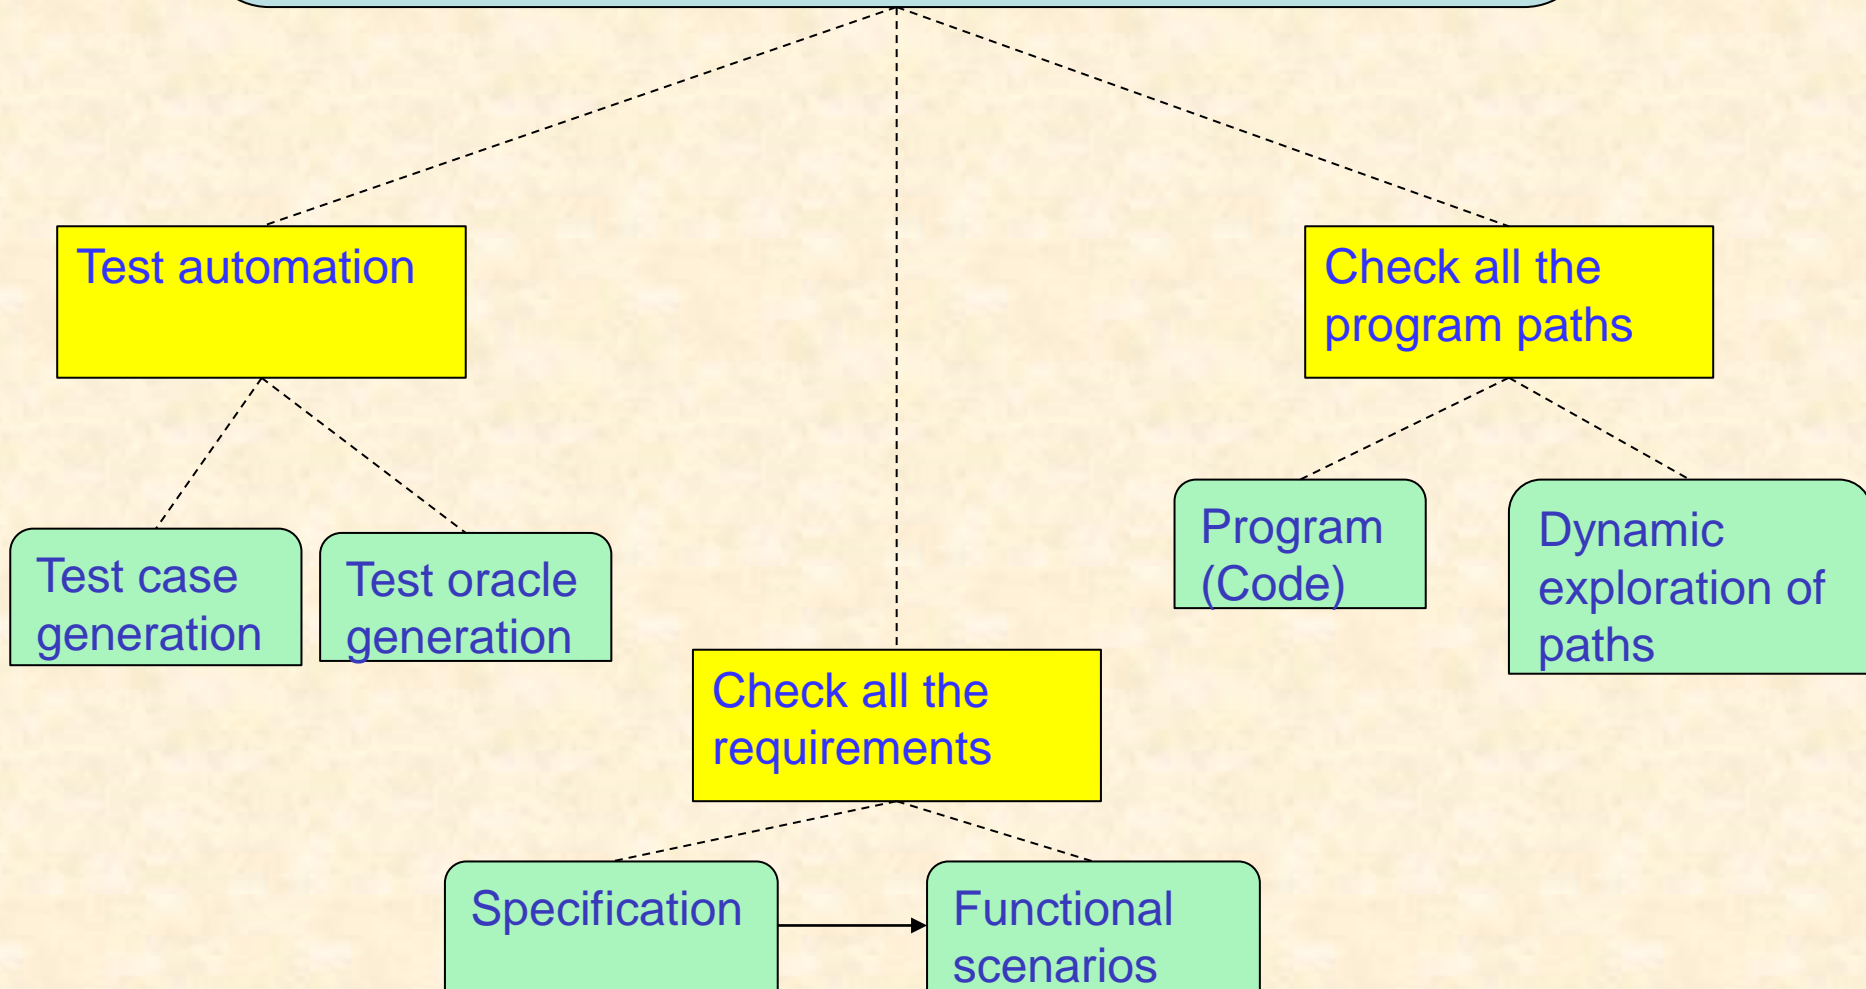 Test automation
Check all the
program paths
Test case
generation
Test oracle
generation
Program
(Code)
Dynamic
exploration of
paths
Check all the
requirements
Specification
Functional
scenarios